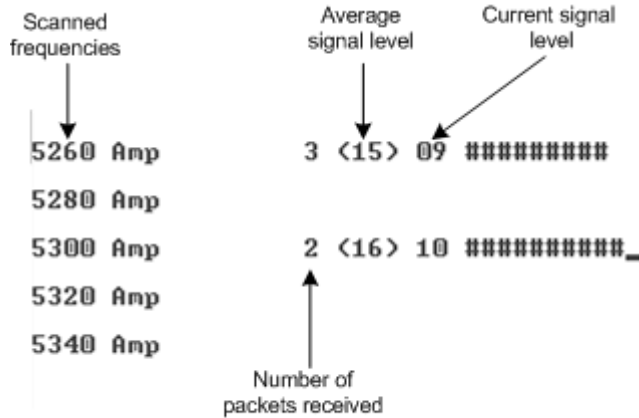 Scanned
frequencies
Average
signal level
Current signal
level
5260 Amp 3 <15> 09 #########
5280 Amp
5300 Amp 2 <16> 10 ##########_
5320 Amp
5340 Amp
Number of
packets received